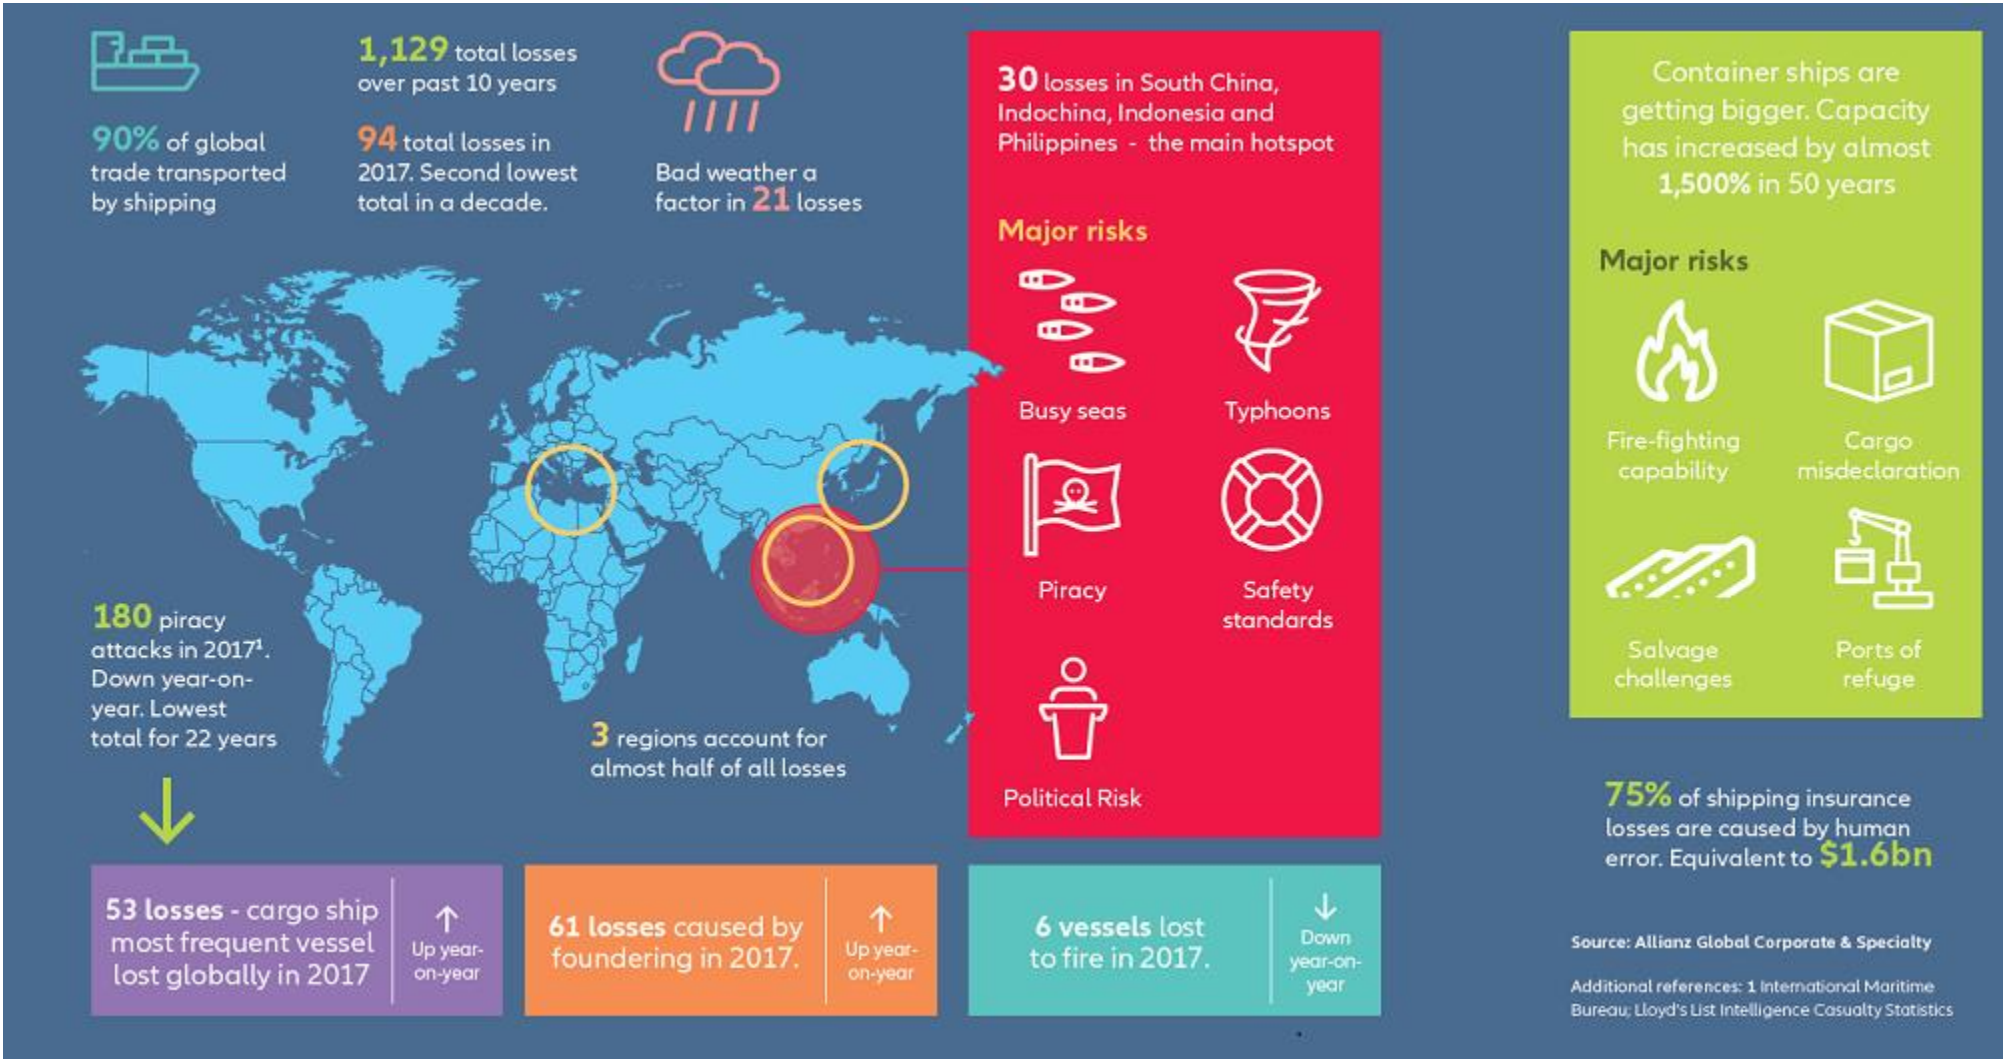 90% of global
trade transported
by shipping
1,129 total losses
over past 10 years
94 total losses in
2017. Second lowest
total in a decade.
Bad weather a
factor in 21 losses
30 losses in South China,
Indochina, Indonesia and
Philippines - the main hotspot
Major risks
Busy seas
Typhoons
Piracy
Safety
standards
Political Risk
Container ships are
getting bigger. Capacity
has increased by almost
1,500% in 50 years
Major risks
Fire-fighting
capability
Cargo
misdeclaration
Salvage
challenges
Ports of
refuge
180 piracy
attacks in 2017¹.
Down year-on-
year. Lowest
total for 22 years
3 regions account for
almost half of all losses
75% of shipping insurance
losses are caused by human
error. Equivalent to $1.6bn
53 losses - cargo ship
most frequent vessel
lost globally in 2017
Up year-
on-year
61 losses caused by
foundering in 2017.
Up year-
on-year
6 vessels lost
to fire in 2017.
Down
year-on-
year
Source: Allianz Global Corporate & Specialty
Additional references: 1 International Maritime
Bureau; Lloyd's List Intelligence Casualty Statistics